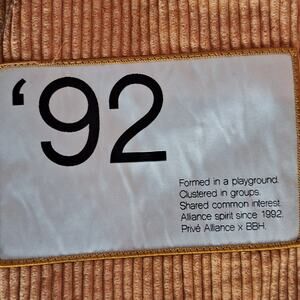 ‘92
Formed in a playground.
Clustered in groups.
Shared common interest.
Alliance spirit since 1992.
Privé Alliance x BBH.